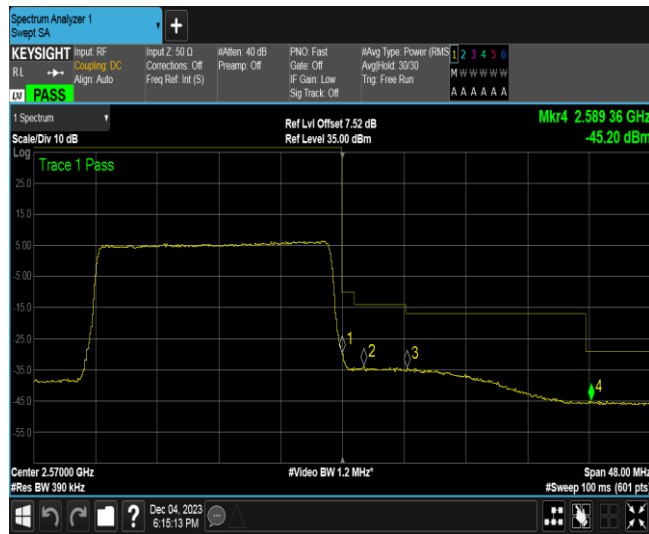 Spectrum Analyzer 1
Swept SA
KEYSIGHT
RL
LXI PASS
Input: RF
Coupling: DC
Align: Auto
Input Z: 50 Ω
Corrections: Off
Freq Ref: Int (S)
#Atten: 40 dB
Preamp: Off
PNO: Fast
Gate: Off
IF Gain: Low
Sig Track: Off
#Avg Type: Power (RMS
Avg|Hold: 30/30
Trig: Free Run
1 2 3 4 5 6
M W W W W W
A A A A A A
1 Spectrum
Scale/Div 10 dB
Ref Lvl Offset 7.52 dB
Ref Level 35.00 dBm
Mkr4 2.589 36 GHz
-45.20 dBm
Log
Trace 1 Pass
25.0
15.0
5.00
-5.00
-15.0
-25.0
-35.0
-45.0
-55.0
1
2
3
4
Center 2.57000 GHz
#Res BW 390 kHz
#Video BW 1.2 MHz*
Span 48.00 MHz
#Sweep 100 ms (601 pts)
?
Dec 04, 2023
6:15:13 PM